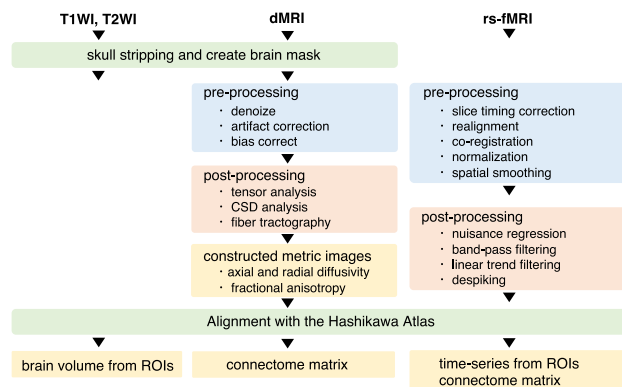 T1WI, T2WI
dMRI
rs-fMRI
skull stripping and create brain mask
pre-processing
· denoize
· artifact correction
· bias correct
post-processing
· tensor analysis
· CSD analysis
· fiber tractography
constructed metric images
· axial and radial diffusivity
· fractional anisotropy
pre-processing
· slice timing correction
· realignment
· co-registration
· normalization
· spatial smoothing
post-processing
· nuisance regression
· band-pass filtering
· linear trend filtering
· despiking
Alignment with the Hashikawa Atlas
brain volume from ROIs
connectome matrix
time-series from ROIs
connectome matrix